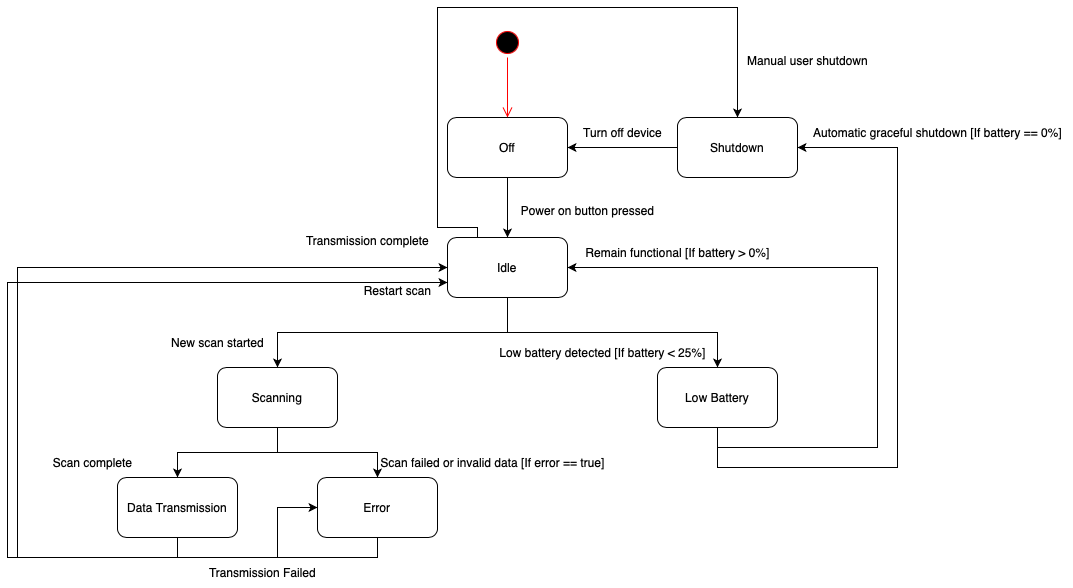 Manual user shutdown
Off
Turn off device
Shutdown
Automatic graceful shutdown [If battery == 0%]
Power on button pressed
Transmission complete
Idle
Remain functional [If battery > 0%]
Restart scan
New scan started
Low battery detected [If battery < 25%]
Scanning
Low Battery
Scan complete
Scan failed or invalid data [If error == true]
Data Transmission
Error
Transmission Failed